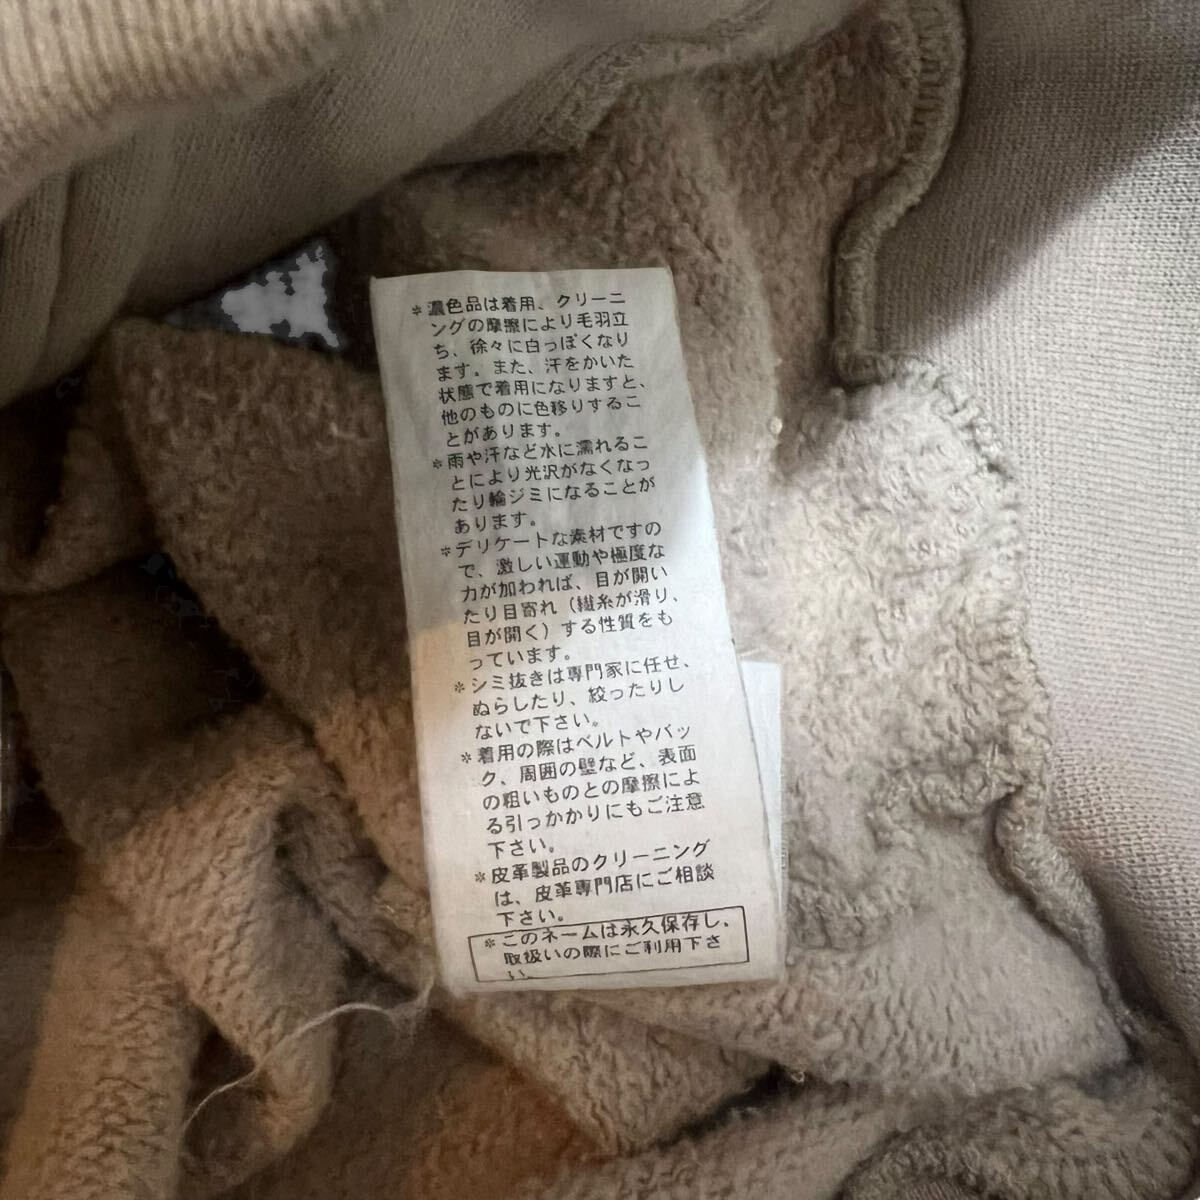 ＊濃色品は着用、クリーニ
ングの摩擦により毛羽立
ち、徐々に白っぽくなり
ます。また、汗をかいた
状態で着用になりますと、
他のものに色移りするこ
とがあります。
＊雨や汗など水に濡れるこ
とにより光沢がなくなっ
たり輪ジミになることが
あります。
＊デリケートな素材ですの
で、激しい運動や極度な
力が加われば、目が開い
たり目寄れ（繊糸が滑り、
目が開く）する性質をも
っています。
＊シミ抜きは専門家に任せ、
ぬらしたり、絞ったりし
ないで下さい。
＊着用の際はベルトやバッ
ク、周囲の壁など、表面
の粗いものとの摩擦によ
る引っかかりにもご注意
下さい。
＊皮革製品のクリーニング
は、皮革専門店にご相談
下さい。
＊このネームは永久保存し、
取扱いの際にご利用下さ
い。